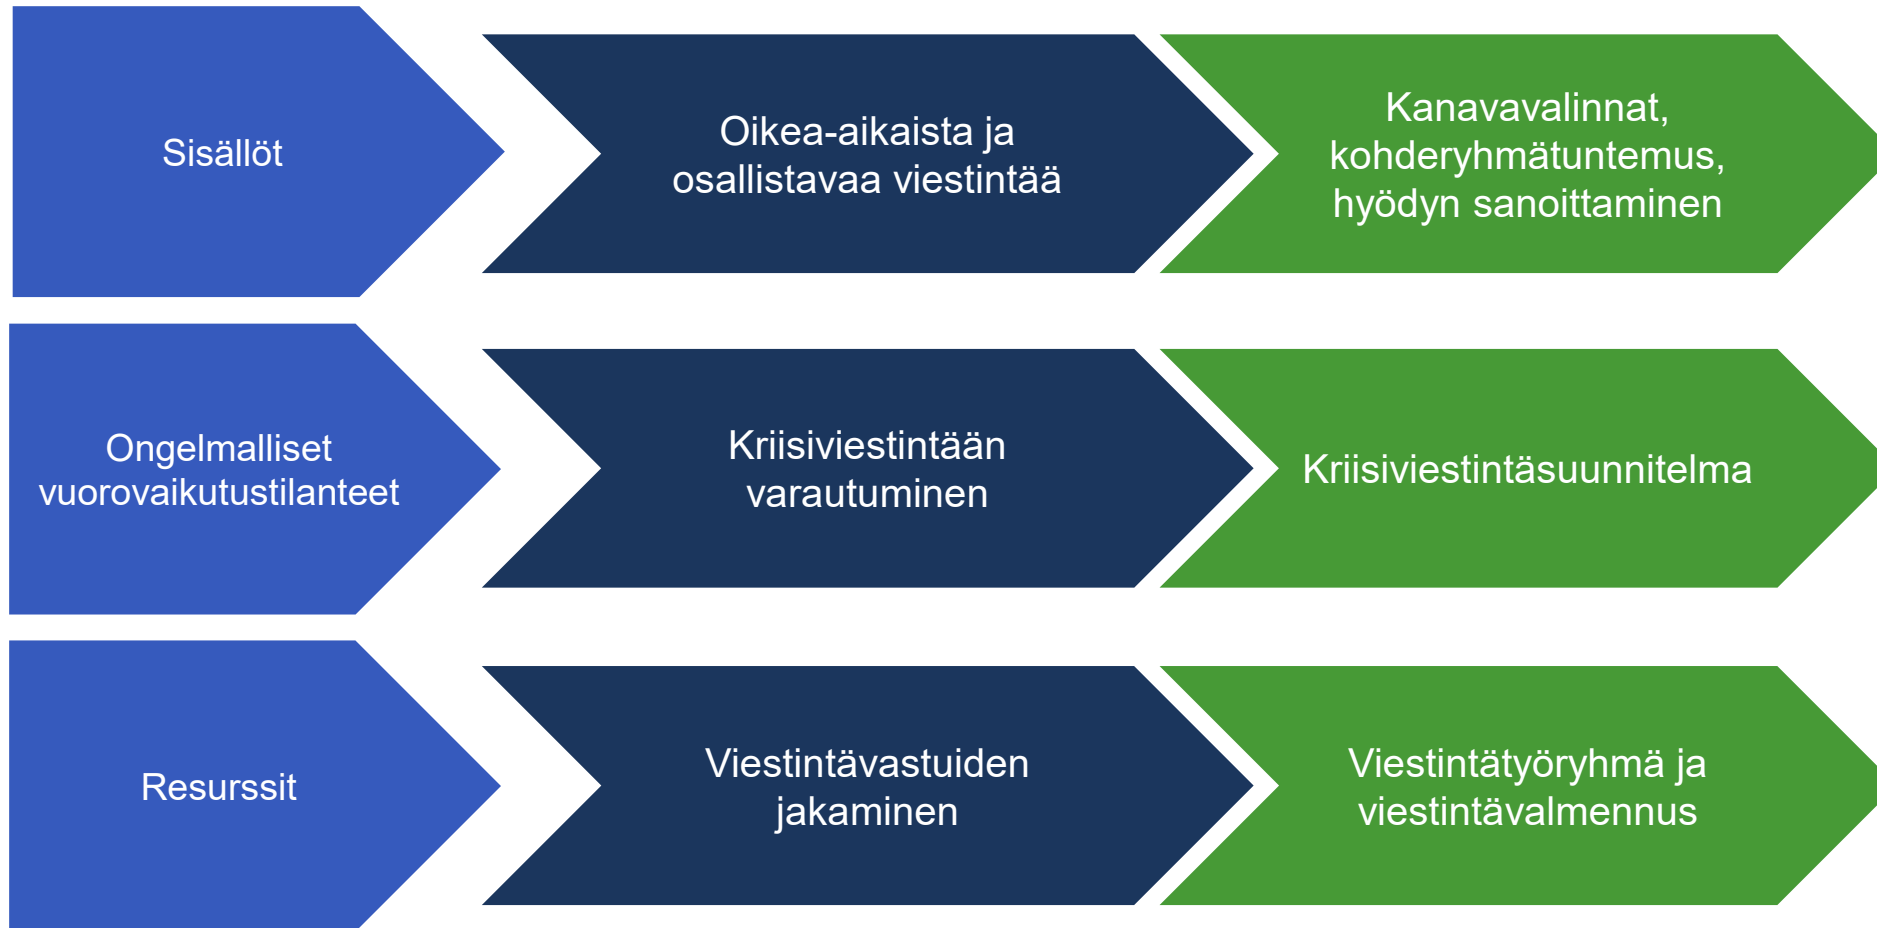 Sisällöt
Oikea-aikaista ja
osallistavaa viestintää
Kanavavalinnat,
kohderyhmätuntemus,
hyödyn sanoittaminen
Ongelmalliset
vuorovaikutustilanteet
Kriisiviestintään
varautuminen
Kriisiviestintäsuunnitelma
Resurssit
Viestintävastuiden
jakaminen
Viestintätyöryhmä ja
viestintävalmennus